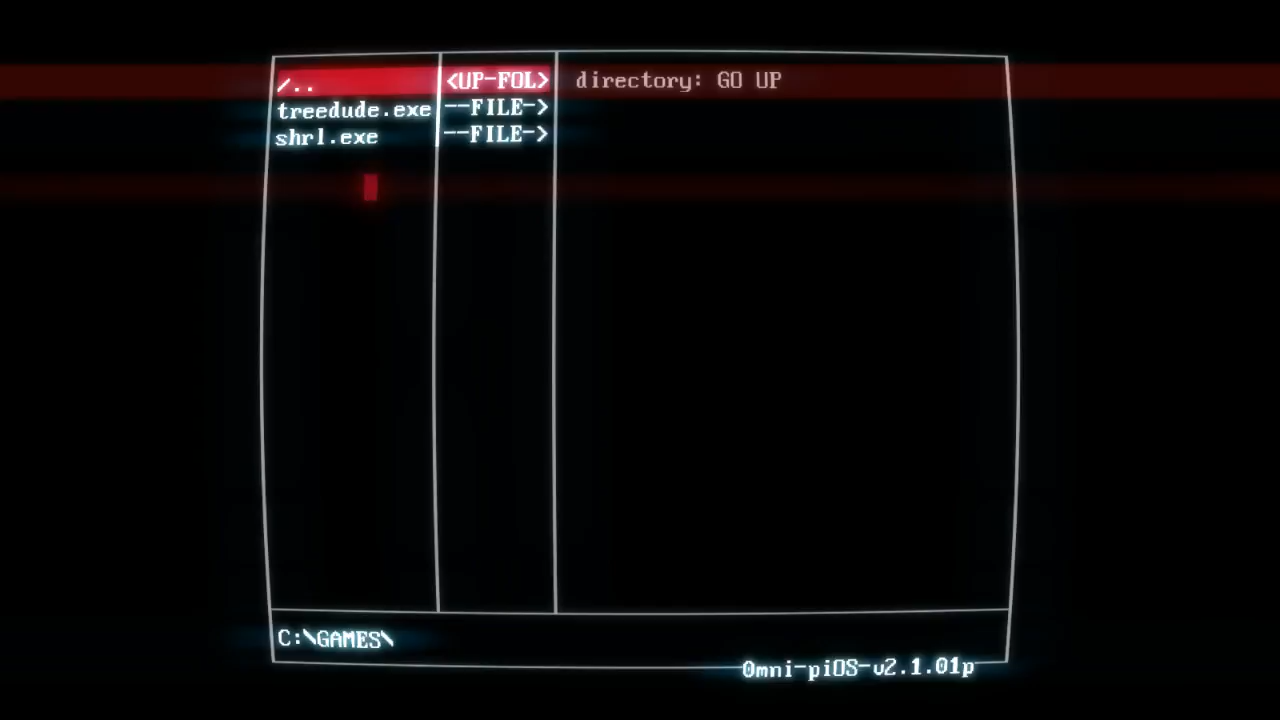 /.. <UP-FOL> directory: GO UP
treedude.exe --FILE->
shrl.exe --FILE->
C:\GAMES\
Omni-piOS-v2.1.01p